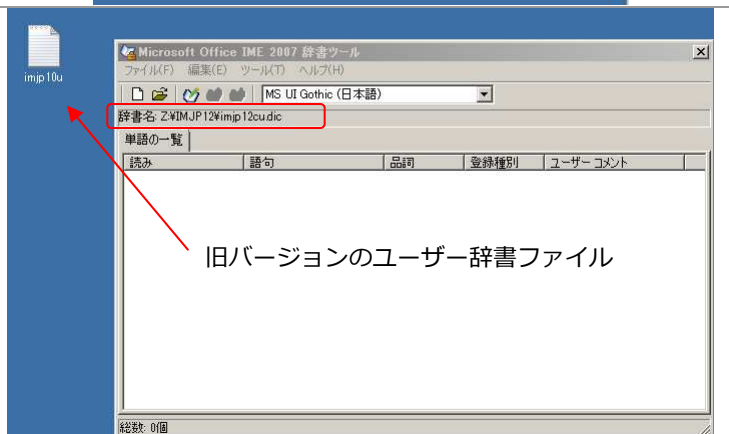 imjp10u
Microsoft Office IME 2007 辞書ツール
ファイル(F) 編集(E) ツール(T) ヘルプ(H)
MS UI Gothic (日本語)
辞書名: Z:¥IMJP12¥imjp12cu.dic
単語の一覧
読み 語句 品詞 登録種別 ユーザー コメント
旧バージョンのユーザー辞書ファイル
総数: 0個